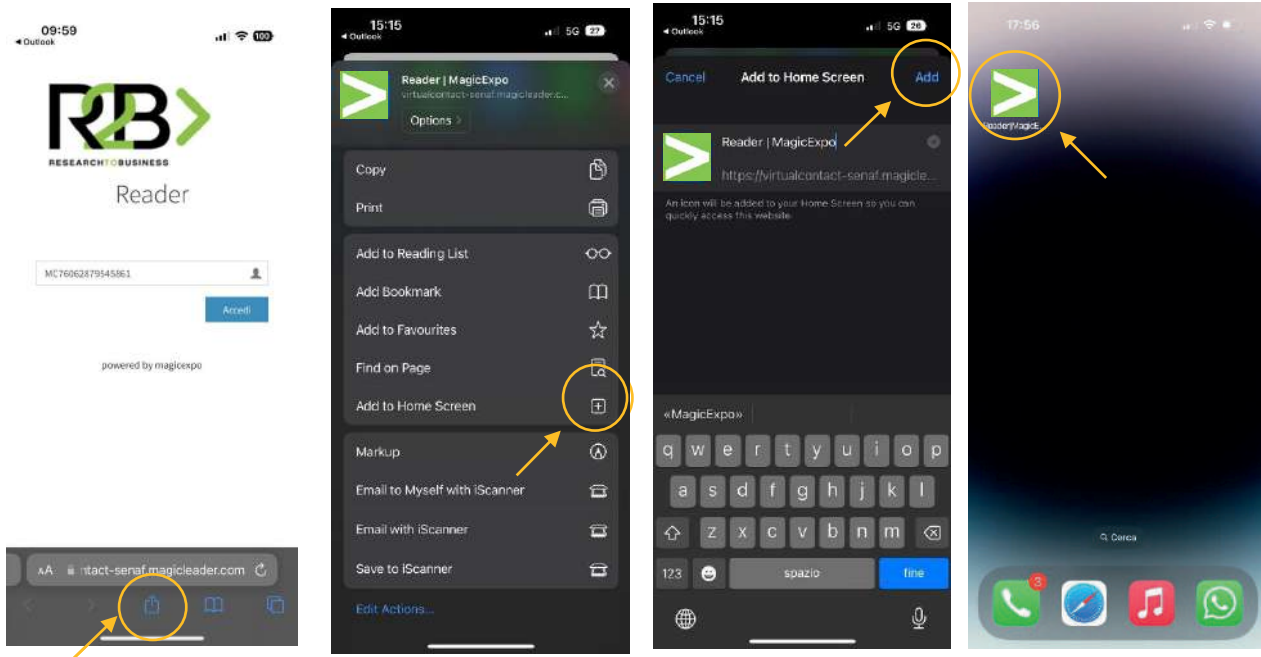 09:59
◄ Outlook
100
R2B
RESEARCHTOBUSINESS
Reader
MC76062879545861
Accedi
powered by magicexpo
AA ntact-senaf.magicleader.com
15:15
◄ Outlook
5G 27
Reader | MagicExpo
virtualcontact-senaf.magicleader.c...
Options >
Copy
Print
Add to Reading List
Add Bookmark
Add to Favourites
Find on Page
Add to Home Screen
Markup
Email to Myself with iScanner
Email with iScanner
Save to iScanner
Edit Actions...
15:15
◄ Outlook
5G 26
Cancel
Add to Home Screen
Add
Reader | MagicExpo
https://virtualcontact-senaf.magicle...
An icon will be added to your Home Screen so you can
quickly access this website.
«MagicExpo»
q w e r t y u i o p
a s d f g h j k l
z x c v b n m
123 spazio fine
17:56
Reader|MagicE...
Cerca
3